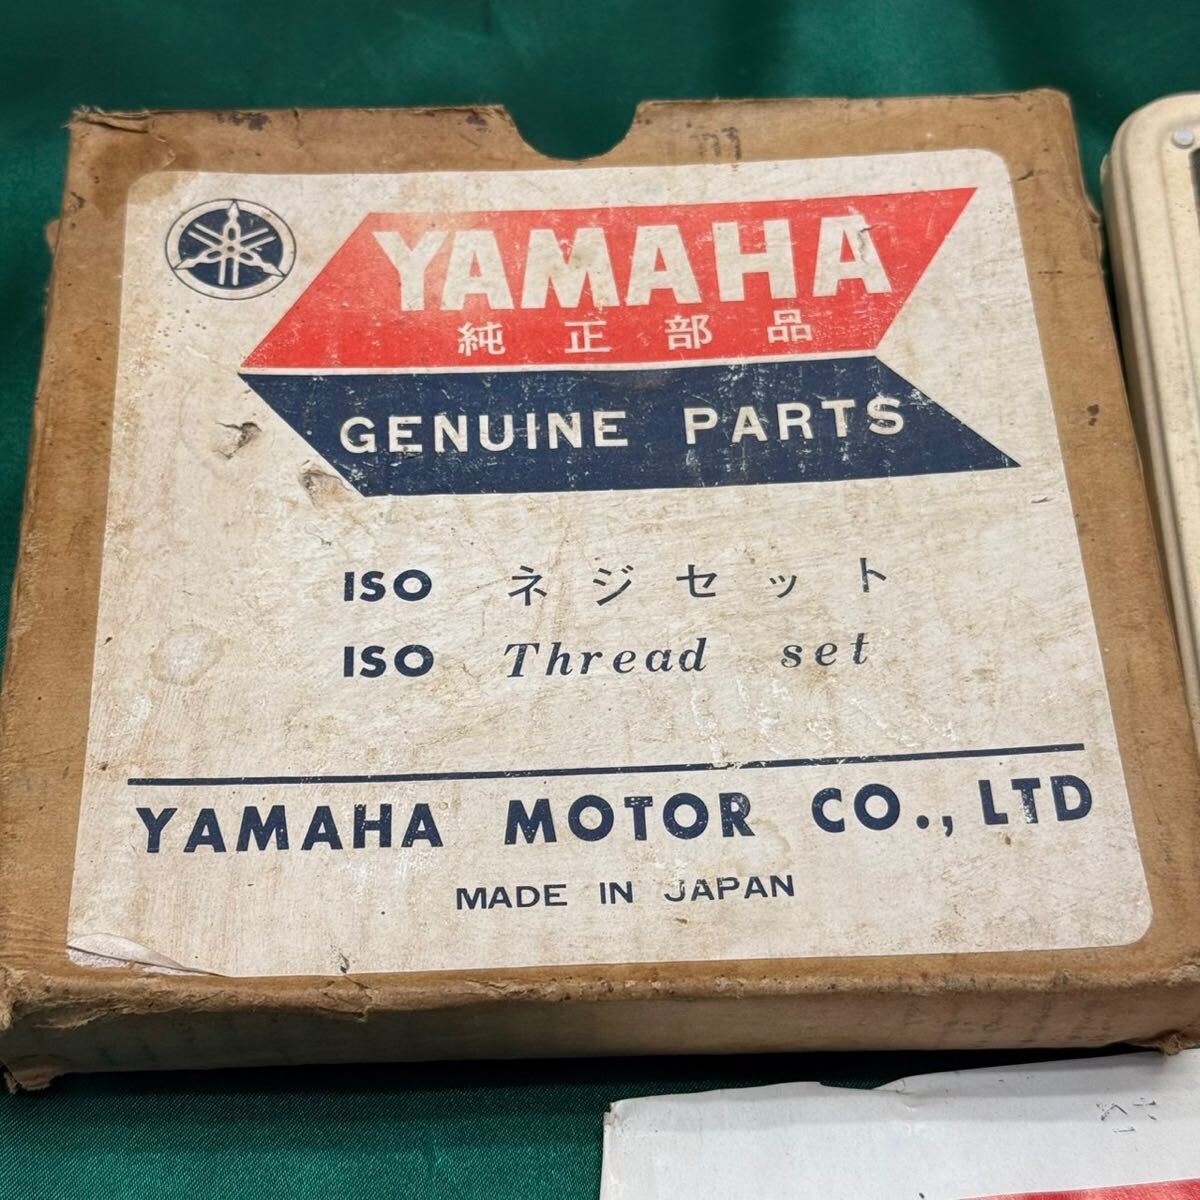 YAMAHA
純正部品
GENUINE PARTS
ISO ネジセット
ISO Thread set
YAMAHA MOTOR CO., LTD
MADE IN JAPAN